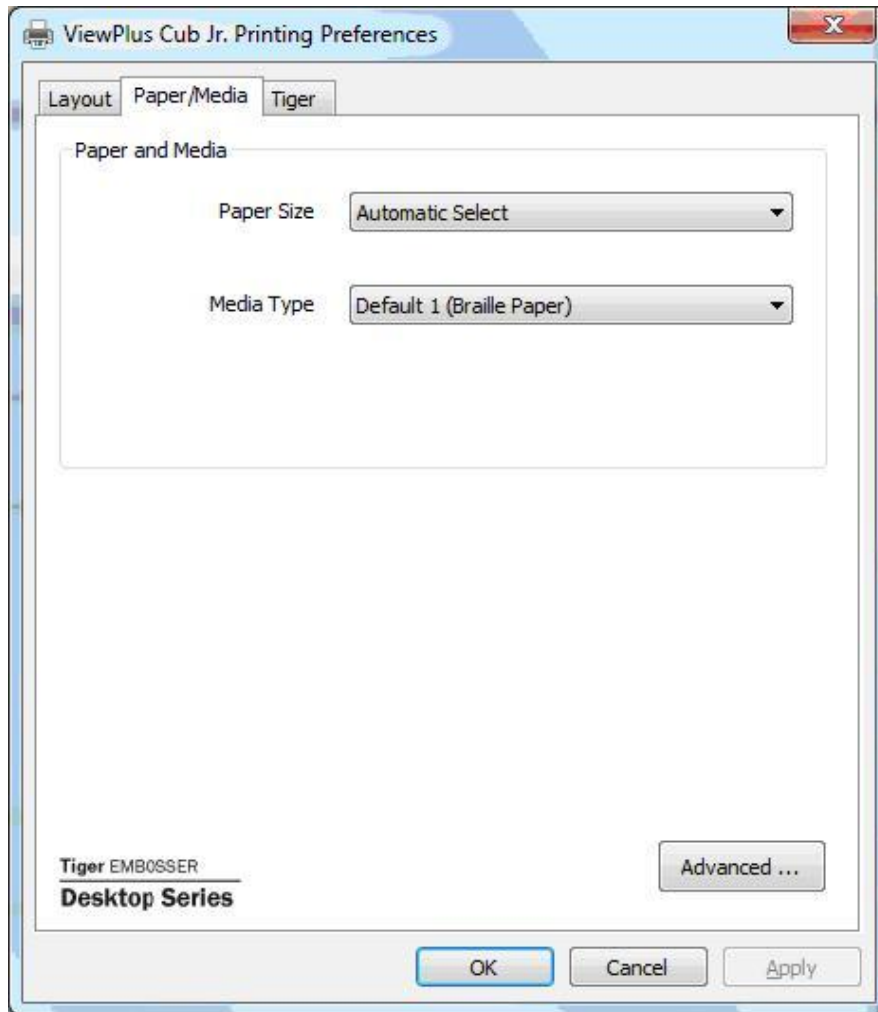 ViewPlus Cub Jr. Printing Preferences
Layout Paper/Media Tiger
Paper and Media
Paper Size Automatic Select
Media Type Default 1 (Braille Paper)
Tiger EMBOSSER
Desktop Series
Advanced ...
OK Cancel Apply